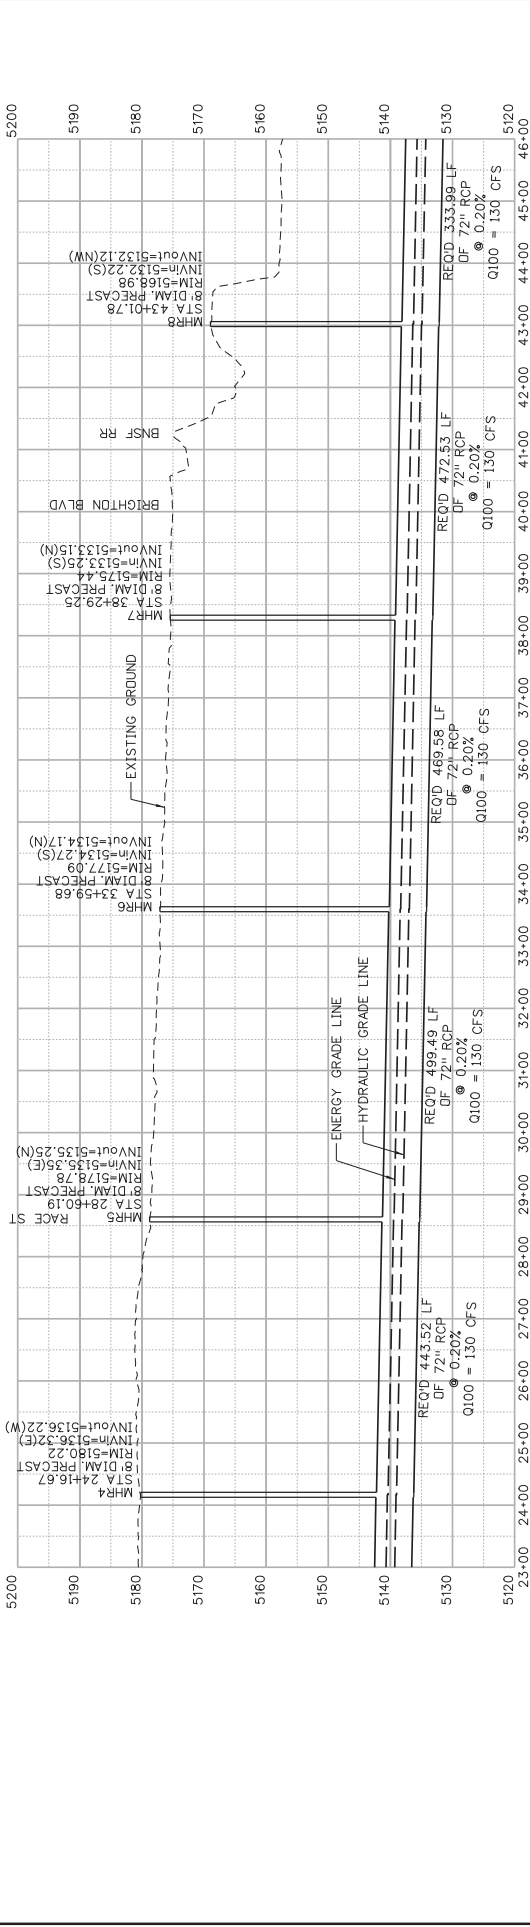 5200
5190
5180
5170
5160
5150
5140
5130
5120
5200
5190
5180
5170
5160
5150
5140
5130
5120
23+00
24+00
25+00
26+00
27+00
28+00
29+00
30+00
31+00
32+00
33+00
34+00
35+00
36+00
37+00
38+00
39+00
40+00
41+00
42+00
43+00
44+00
45+00
46+00
MHR4
STA 24+16.67
8' DIAM. PRECAST
RIM=5180.22
INVin=5136.32(E)
INVout=5136.22(W)
MHR5
STA 28+60.19
8' DIAM. PRECAST
RIM=5178.78
INVin=5135.35(E)
INVout=5135.25(N)
RACE ST
MHR6
STA 33+59.68
8' DIAM. PRECAST
RIM=5177.09
INVin=5134.27(S)
INVout=5134.17(N)
EXISTING GROUND
MHR7
STA 38+29.25
8' DIAM. PRECAST
RIM=5175.44
INVin=5133.25(S)
INVout=5133.15(N)
BRIGHTON BLVD
BNSF RR
MHR8
STA 43+01.78
8' DIAM. PRECAST
RIM=5168.98
INVin=5132.22(S)
INVout=5132.12(NW)
ENERGY GRADE LINE
HYDRAULIC GRADE LINE
REQ'D 443.52 LF
OF 72" RCP
@ 0.20%
Q100 = 130 CFS
REQ'D 499.49 LF
OF 72" RCP
@ 0.20%
Q100 = 130 CFS
REQ'D 469.58 LF
OF 72" RCP
@ 0.20%
Q100 = 130 CFS
REQ'D 472.53 LF
OF 72" RCP
@ 0.20%
Q100 = 130 CFS
REQ'D 333.99 LF
OF 72" RCP
@ 0.20%
Q100 = 130 CFS